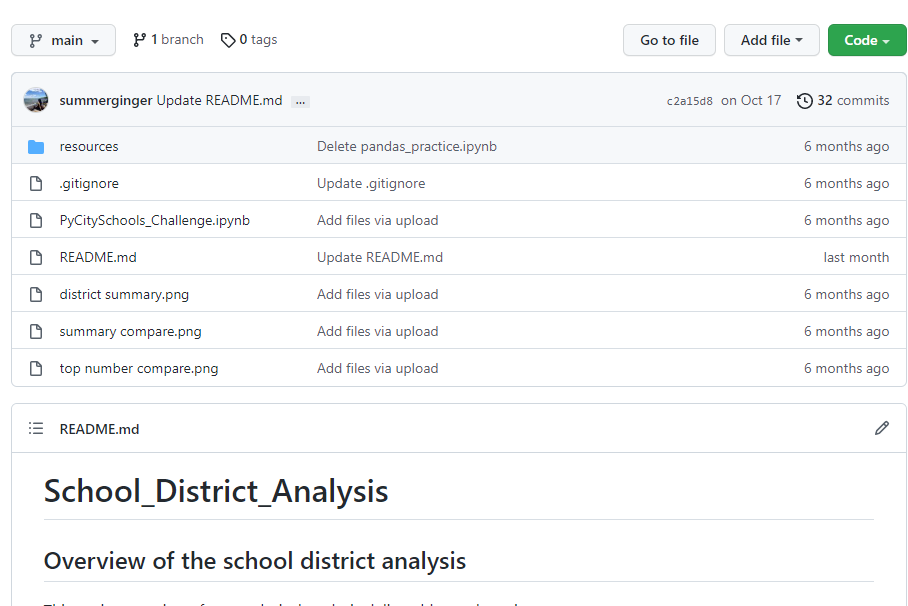 main 1 branch 0 tags Go to file Add file Code
summerginger Update README.md ... c2a15d8 on Oct 17 32 commits
resources Delete pandas_practice.ipynb 6 months ago
.gitignore Update .gitignore 6 months ago
PyCitySchools_Challenge.ipynb Add files via upload 6 months ago
README.md Update README.md last month
district summary.png Add files via upload 6 months ago
summary compare.png Add files via upload 6 months ago
top number compare.png Add files via upload 6 months ago
README.md
School_District_Analysis
Overview of the school district analysis